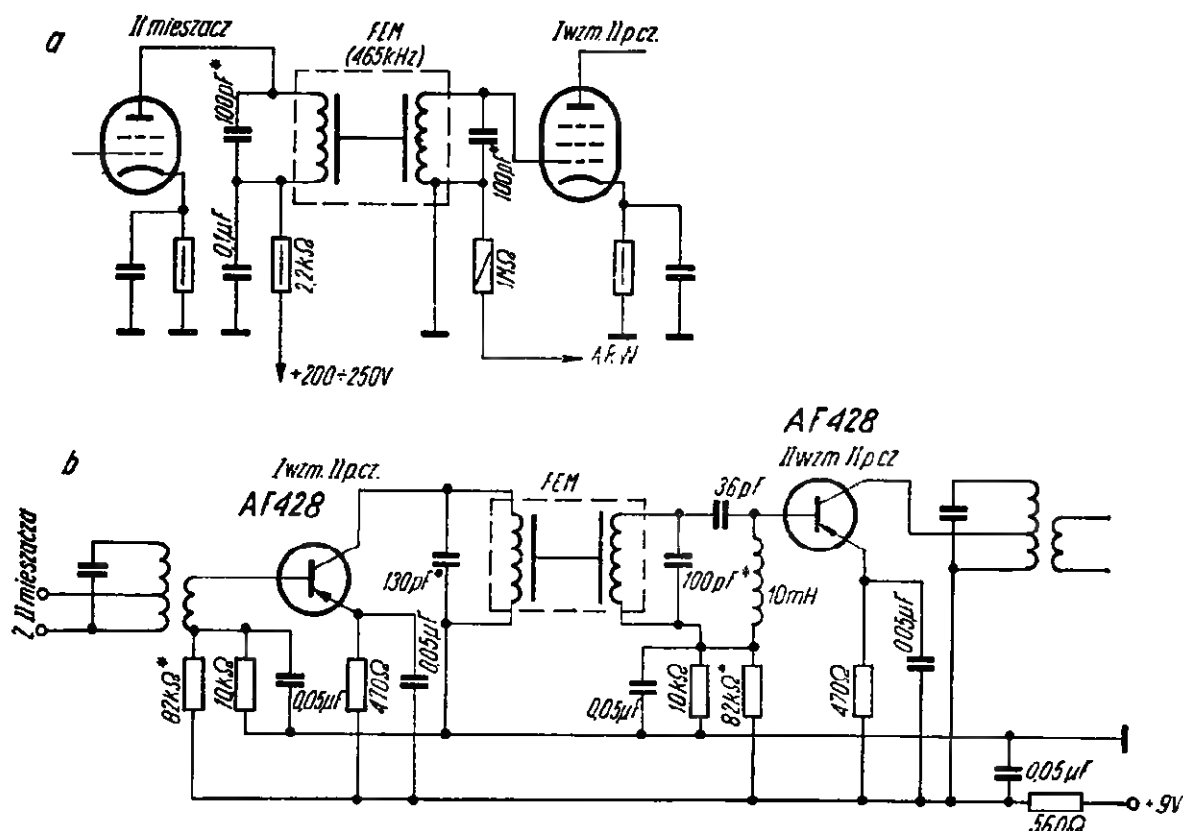 a
II mieszacz
FEM
(465kHz)
I wzm. II p.cz.
100pF*
100pF*
0,1µF
2,2kΩ
1MΩ
A.R.W
+200÷250V
b
I wzm. II p.cz.
AF428
FEM
36pF
AF428
II wzm. II p.cz
130pF*
100pF*
10mH
Z II mieszacza
82kΩ*
10kΩ
0,05µF
470Ω
0,05µF
0,05µF
10kΩ
82kΩ*
470Ω
0,05µF
0,05µF
560Ω
+9V